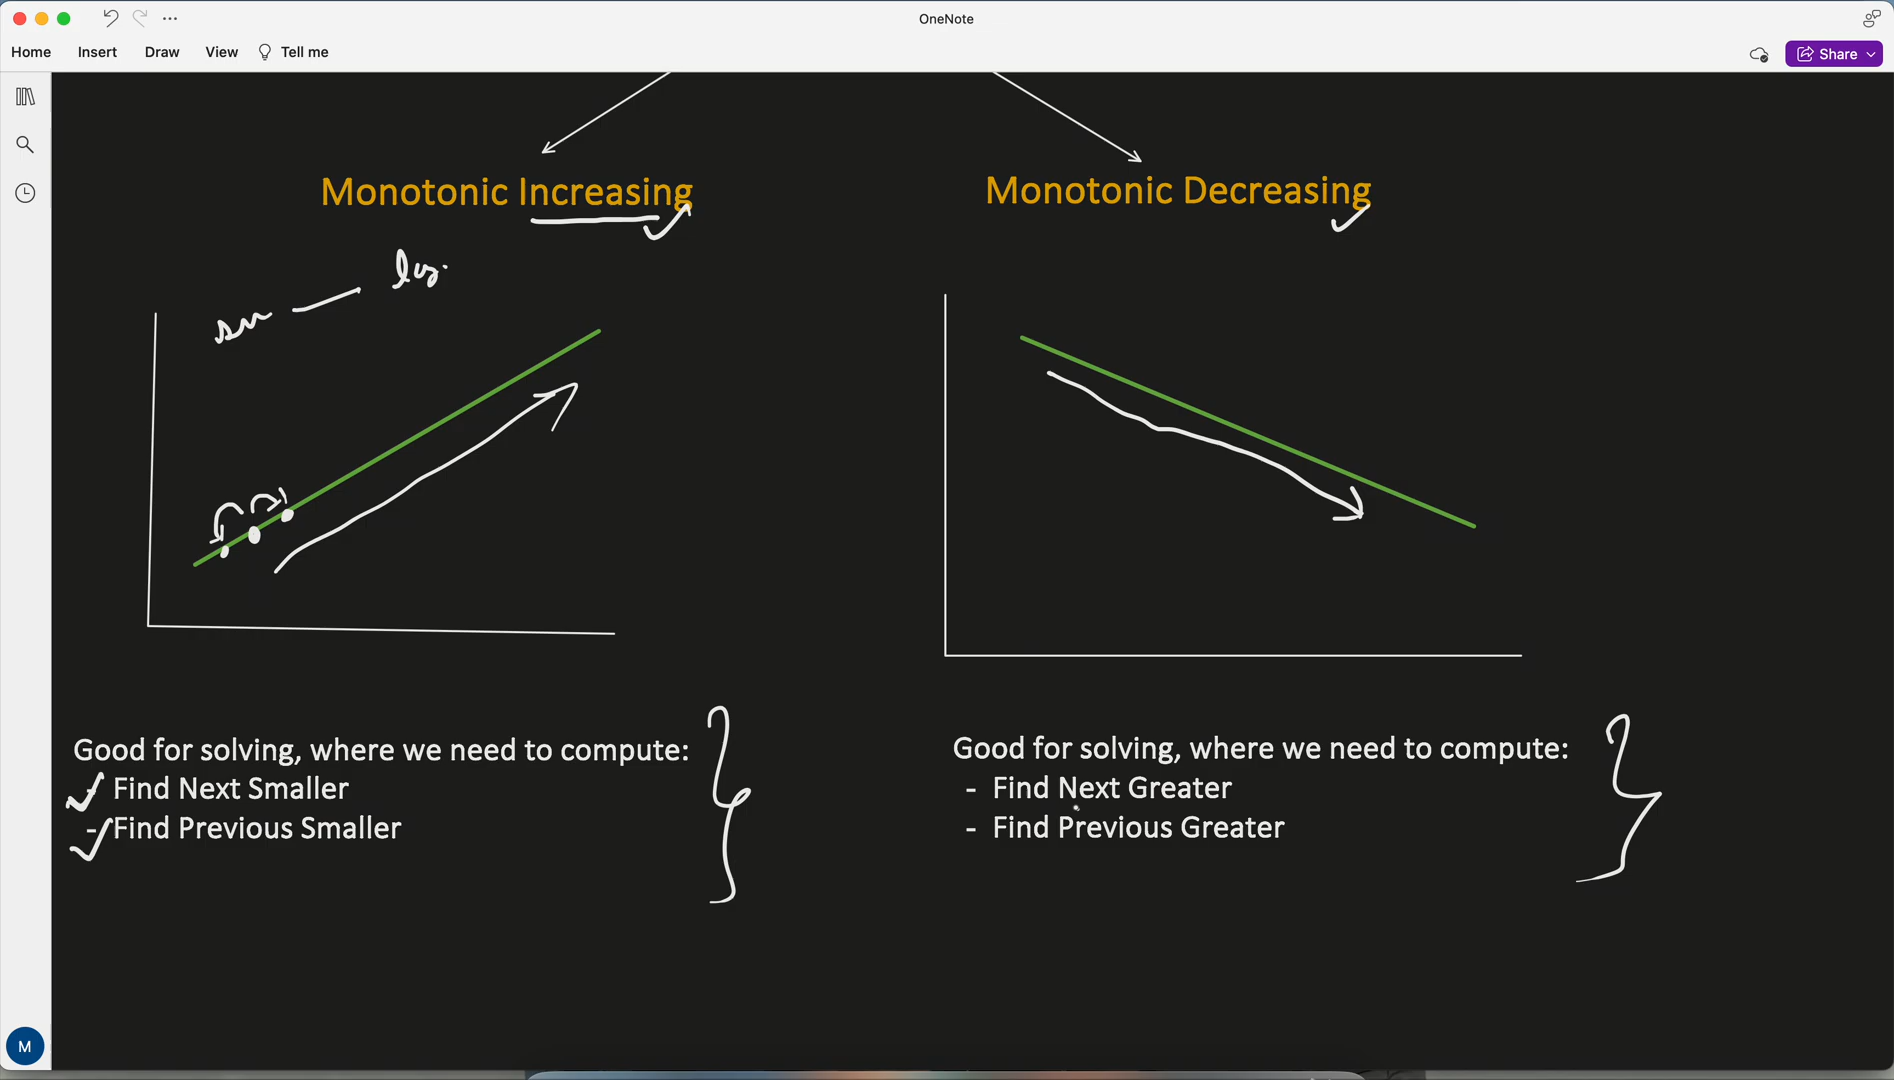 OneNote
Home Insert Draw View Tell me
Share
Monotonic Increasing
Monotonic Decreasing
Good for solving, where we need to compute:
- Find Next Smaller
- Find Previous Smaller
Good for solving, where we need to compute:
- Find Next Greater
- Find Previous Greater
M